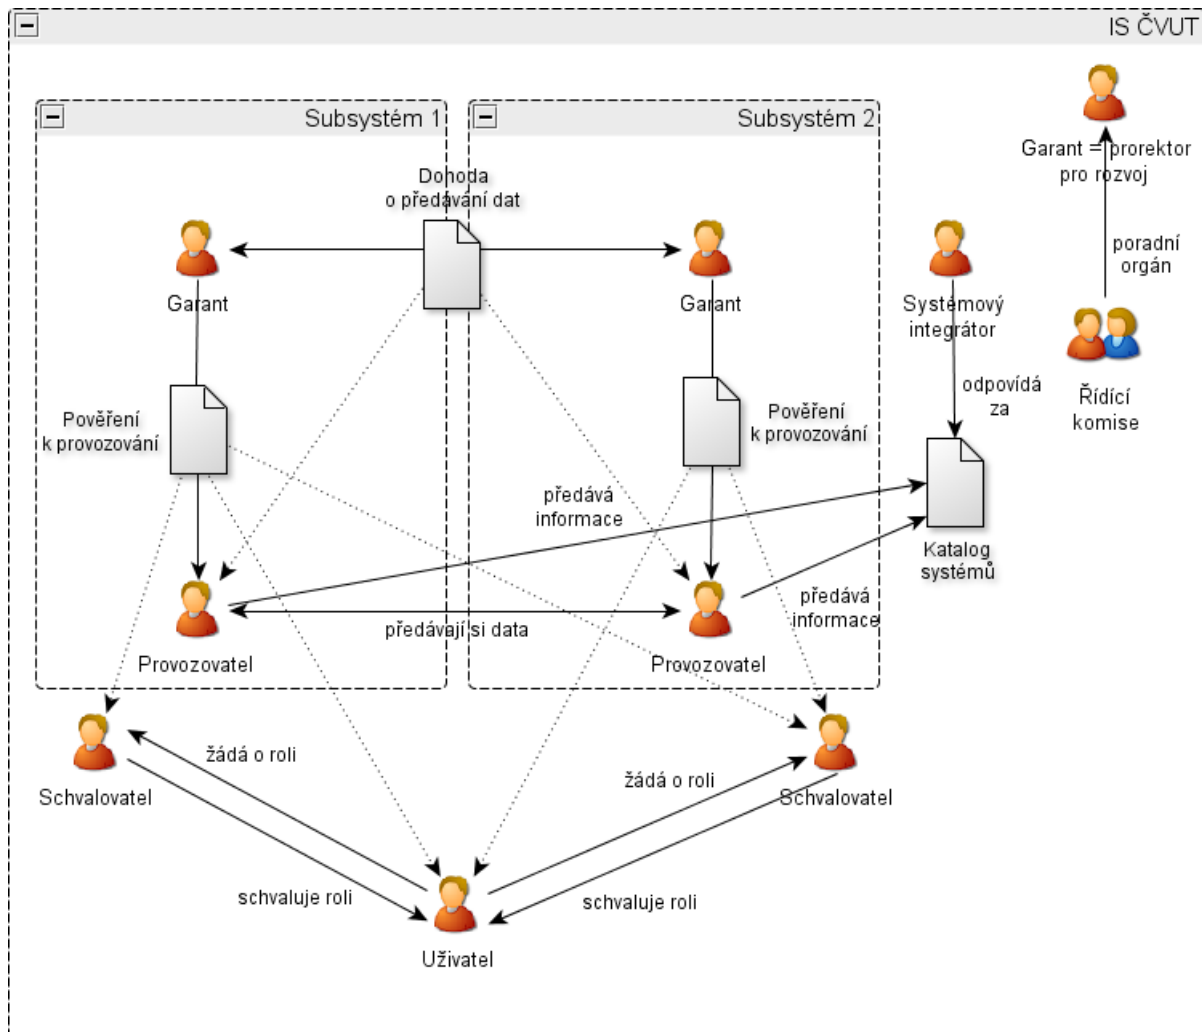 IS ČVUT
Subsystém 1
Subsystém 2
Garant = prorektor
pro rozvoj
Dohoda
o předávání dat
poradní
orgán
Garant
Garant
Systémový
integrátor
odpovídá
za
Řídící
komise
Pověření
k provozování
Pověření
k provozování
předává
informace
Katalog
systémů
předává
informace
předávají si data
Provozovatel
Provozovatel
žádá o roli
žádá o roli
Schvalovatel
Schvalovatel
schvaluje roli
schvaluje roli
Uživatel